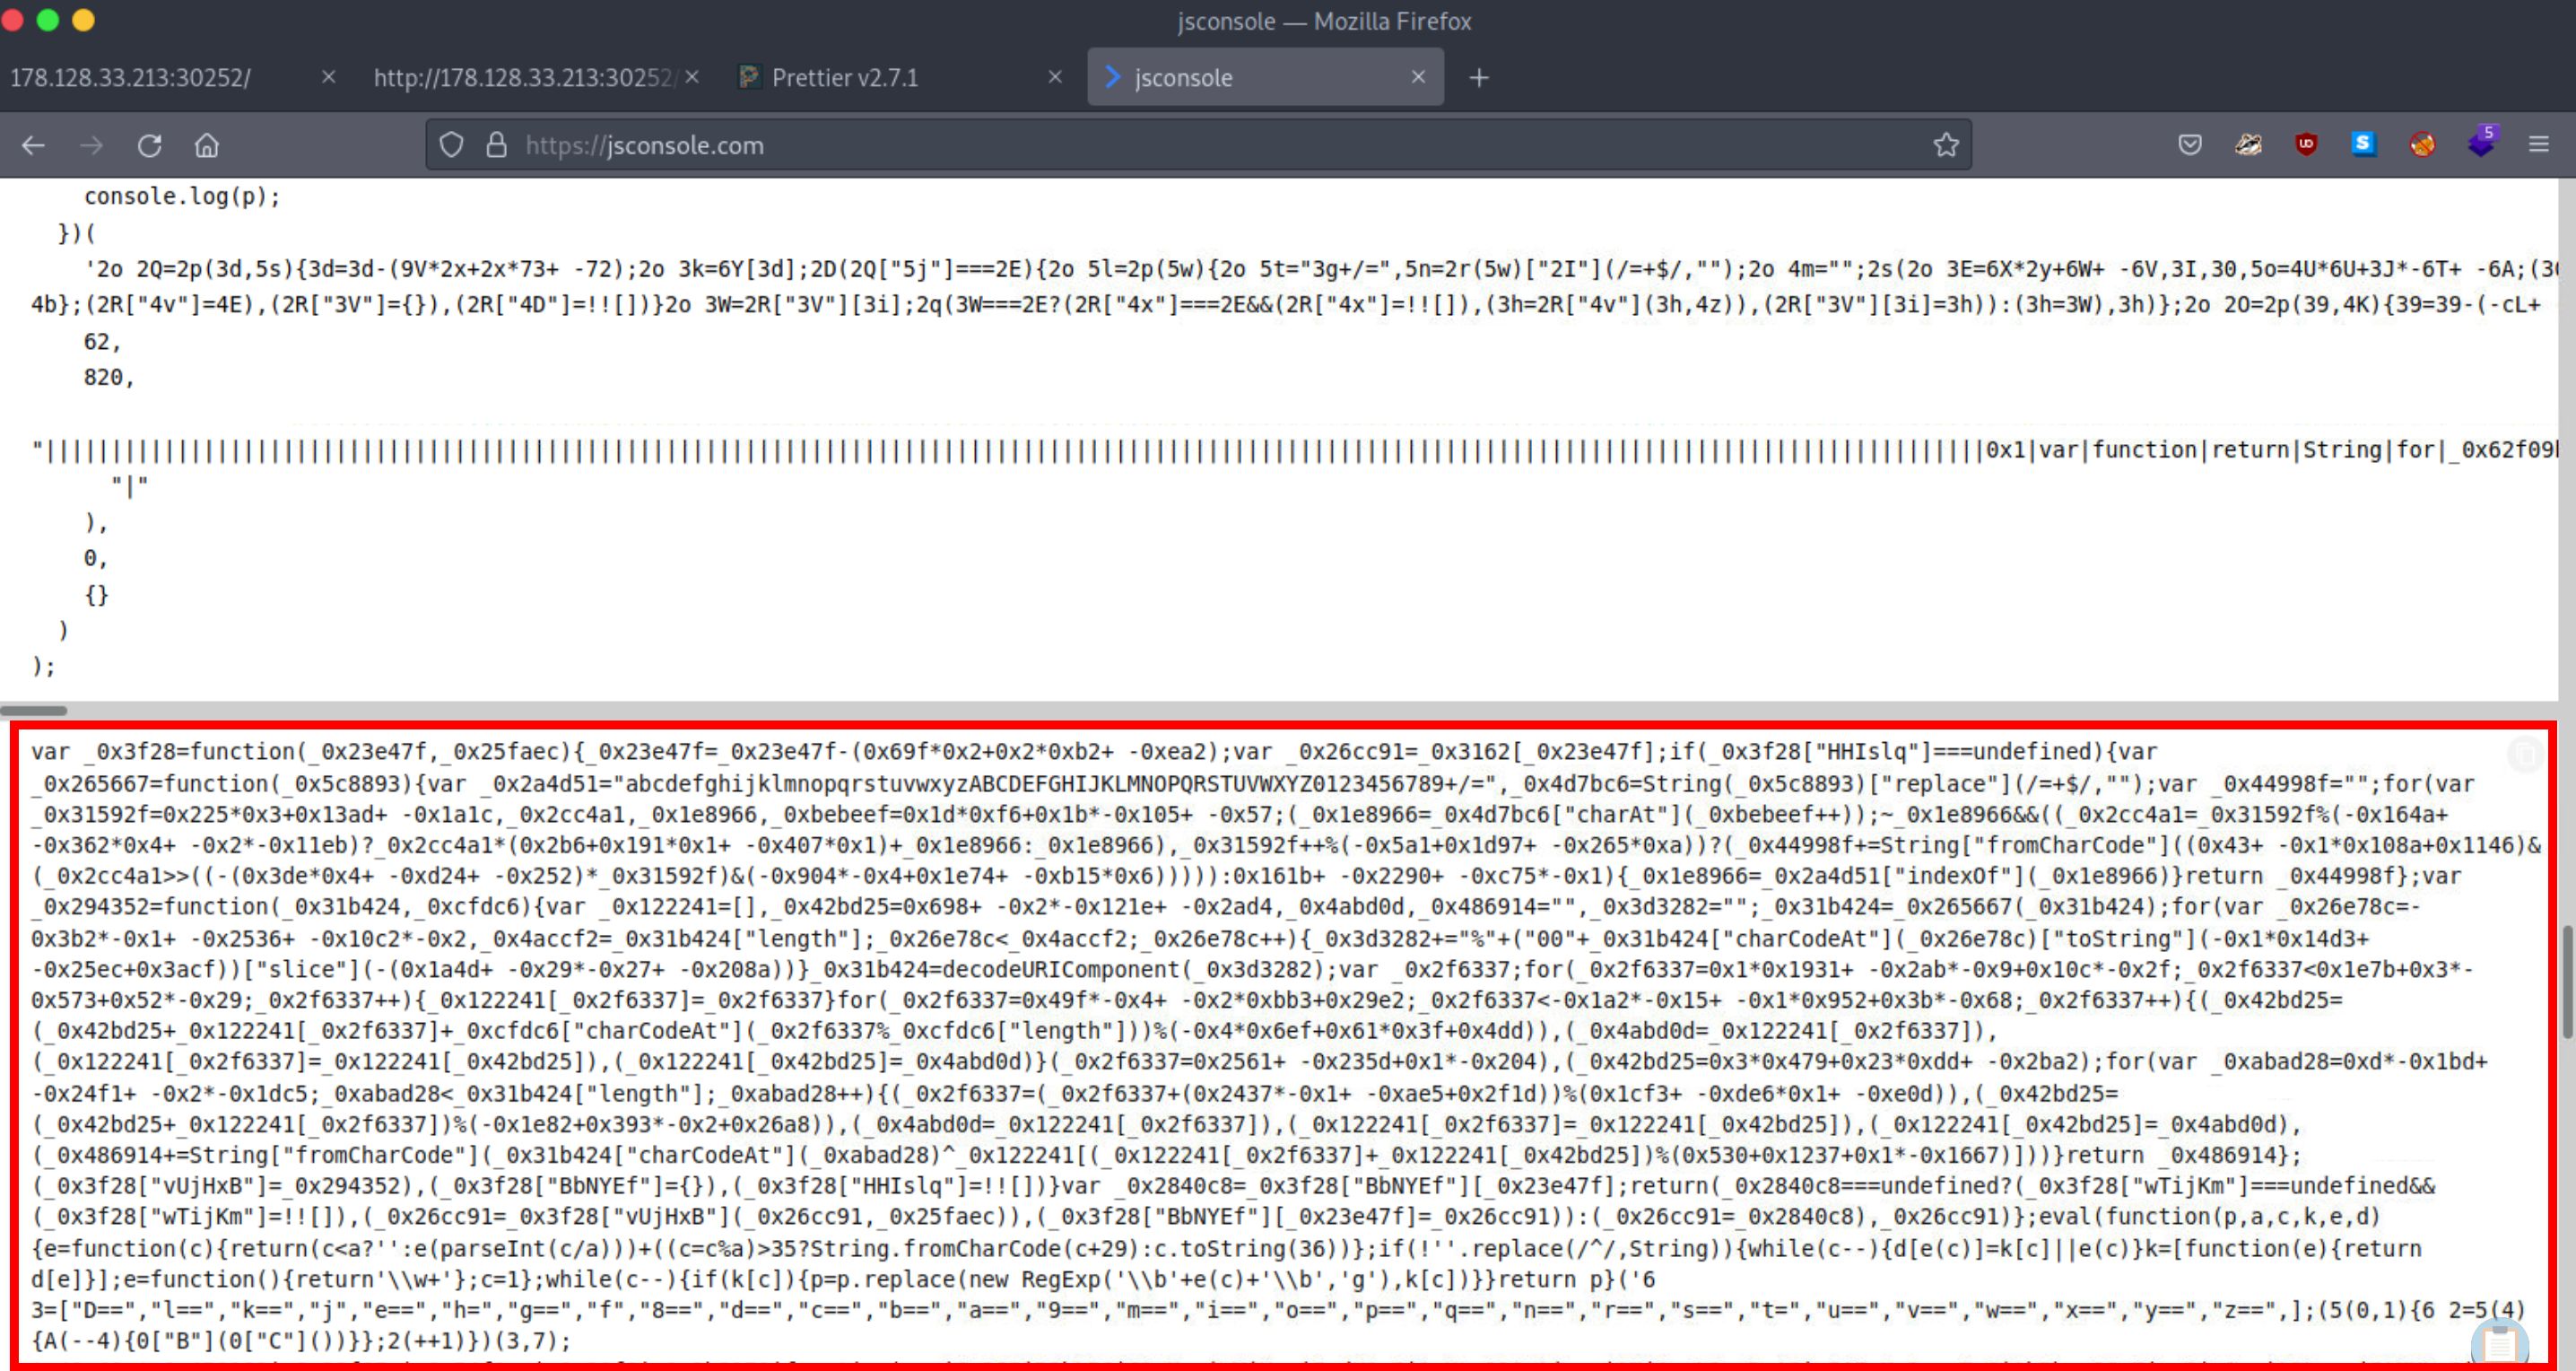 jsconsole — Mozilla Firefox
178.128.33.213:30252/
http://178.128.33.213:30252/
Prettier v2.7.1
jsconsole
https://jsconsole.com
5
console.log(p);
})(
'2o 2Q=2p(3d,5s){3d=3d-(9V*2x+2x*73+ -72);2o 3k=6Y[3d];2D(2Q["5j"]===2E){2o 5l=2p(5w){2o 5t="3g+/=",5n=2r(5w)["2I"](/=+$/,"");2o 4m="";2s(2o 3E=6X*2y+6W+ -6V,3I,30,5o=4U*6U+3J*-6T+ -6A;
4b};(2R["4v"]=4E),(2R["3V"]={}),(2R["4D"]=!![])}2o 3W=2R["3V"][3i];2q(3W===2E?(2R["4x"]===2E&&(2R["4x"]=!![]),(3h=2R["4v"](3h,4z)),(2R["3V"][3i]=3h)):(3h=3W),3h)};2o 2O=2p(39,4K){39=39-(-cL+
62,
820,
0x1|var|function|return|String|for|
"|"
),
0,
{}
)
);
var _0x3f28=function(_0x23e47f,_0x25faec){_0x23e47f=_0x23e47f-(0x69f*0x2+0x2*0xb2+ -0xea2);var _0x26cc91=_0x3162[_0x23e47f];if(_0x3f28["HHIslq"]===undefined){var
_0x265667=function(_0x5c8893){var _0x2a4d51="abcdefghijklmnopqrstuvwxyzABCDEFGHIJKLMNOPQRSTUVWXYZ0123456789+/=",_0x4d7bc6=String(_0x5c8893)["replace"](/=+$/,"");var _0x44998f="";for(var
_0x31592f=0x225*0x3+0x13ad+ -0x1a1c,_0x2cc4a1,_0x1e8966,_0xbebeef=0x1d*0xf6+0x1b*-0x105+ -0x57;(_0x1e8966=_0x4d7bc6["charAt"](_0xbebeef++));~_0x1e8966&&((_0x2cc4a1=_0x31592f%(-0x164a+
-0x362*0x4+ -0x2*-0x11eb)?_0x2cc4a1*(0x2b6+0x191*0x1+ -0x407*0x1)+_0x1e8966:_0x1e8966),_0x31592f++%(-0x5a1+0x1d97+ -0x265*0xa))?(_0x44998f+=String["fromCharCode"]((0x43+ -0x1*0x108a+0x1146)&
(_0x2cc4a1>>((-(0x3de*0x4+ -0xd24+ -0x252)*_0x31592f)&(-0x904*-0x4+0x1e74+ -0xb15*0x6))))):0x161b+ -0x2290+ -0xc75*-0x1){_0x1e8966=_0x2a4d51["indexOf"](_0x1e8966)}return _0x44998f};var
_0x294352=function(_0x31b424,_0xcfdc6){var _0x122241=[],_0x42bd25=0x698+ -0x2*-0x121e+ -0x2ad4,_0x4abd0d,_0x486914="",_0x3d3282="";_0x31b424=_0x265667(_0x31b424);for(var _0x26e78c=-
0x3b2*-0x1+ -0x2536+ -0x10c2*-0x2,_0x4accf2=_0x31b424["length"];_0x26e78c<_0x4accf2;_0x26e78c++){_0x3d3282+="%"+("00"+_0x31b424["charCodeAt"](_0x26e78c)["toString"](-0x1*0x14d3+
-0x25ec+0x3acf))["slice"](-(0x1a4d+ -0x29*-0x27+ -0x208a))}_0x31b424=decodeURIComponent(_0x3d3282);var _0x2f6337;for(_0x2f6337=0x1*0x1931+ -0x2ab*-0x9+0x10c*-0x2f;_0x2f6337<0x1e7b+0x3*-
0x573+0x52*-0x29;_0x2f6337++){_0x122241[_0x2f6337]=_0x2f6337}for(_0x2f6337=0x49f*-0x4+ -0x2*0xbb3+0x29e2;_0x2f6337<-0x1a2*-0x15+ -0x1*0x952+0x3b*-0x68;_0x2f6337++){(_0x42bd25=
(_0x42bd25+_0x122241[_0x2f6337]+_0xcfdc6["charCodeAt"](_0x2f6337%_0xcfdc6["length"]))%(-0x4*0x6ef+0x61*0x3f+0x4dd)),(_0x4abd0d=_0x122241[_0x2f6337]),
(_0x122241[_0x2f6337]=_0x122241[_0x42bd25]),(_0x122241[_0x42bd25]=_0x4abd0d)}(_0x2f6337=0x2561+ -0x235d+0x1*-0x204),(_0x42bd25=0x3*0x479+0x23*0xdd+ -0x2ba2);for(var _0xabad28=0xd*-0x1bd+
-0x24f1+ -0x2*-0x1dc5;_0xabad28<_0x31b424["length"];_0xabad28++){(_0x2f6337=(_0x2f6337+(0x2437*-0x1+ -0xae5+0x2f1d))%(0x1cf3+ -0xde6*0x1+ -0xe0d)),(_0x42bd25=
(_0x42bd25+_0x122241[_0x2f6337])%(-0x1e82+0x393*-0x2+0x26a8)),(_0x4abd0d=_0x122241[_0x2f6337]),(_0x122241[_0x2f6337]=_0x122241[_0x42bd25]),(_0x122241[_0x42bd25]=_0x4abd0d),
(_0x486914+=String["fromCharCode"](_0x31b424["charCodeAt"](_0xabad28)^_0x122241[(_0x122241[_0x2f6337]+_0x122241[_0x42bd25])%(0x530+0x1237+0x1*-0x1667)]))}return _0x486914};
(_0x3f28["vUjHxB"]=_0x294352),(_0x3f28["BbNYEf"]={}),(_0x3f28["HHIslq"]=!![])}var _0x2840c8=_0x3f28["BbNYEf"][_0x23e47f];return(_0x2840c8===undefined?(_0x3f28["wTijKm"]===undefined&&
(_0x3f28["wTijKm"]=!![]),(_0x26cc91=_0x3f28["vUjHxB"](_0x26cc91,_0x25faec)),(_0x3f28["BbNYEf"][_0x23e47f]=_0x26cc91)):(_0x26cc91=_0x2840c8),_0x26cc91)};eval(function(p,a,c,k,e,d)
{e=function(c){return(c<a?'':e(parseInt(c/a)))+((c=c%a)>35?String.fromCharCode(c+29):c.toString(36))};if(!''.replace(/^/,String)){while(c--){d[e(c)]=k[c]||e(c)}k=[function(e){return
d[e]}];e=function(){return'\\w+'};c=1};while(c--){if(k[c]){p=p.replace(new RegExp('\\b'+e(c)+'\\b','g'),k[c])}}return p}('6
3=["D==","l==","k==","j","e==","h=","g==","f","8==","d==","c==","b==","a==","9==","m==","i==","o==","p==","q==","n==","r==","s==","t=","u==","v==","w==","x==","y==","z==",];(5(0,1){6 2=5(4)
{A(--4){0["B"](0["C"]())}};2(++1)})(3,7);